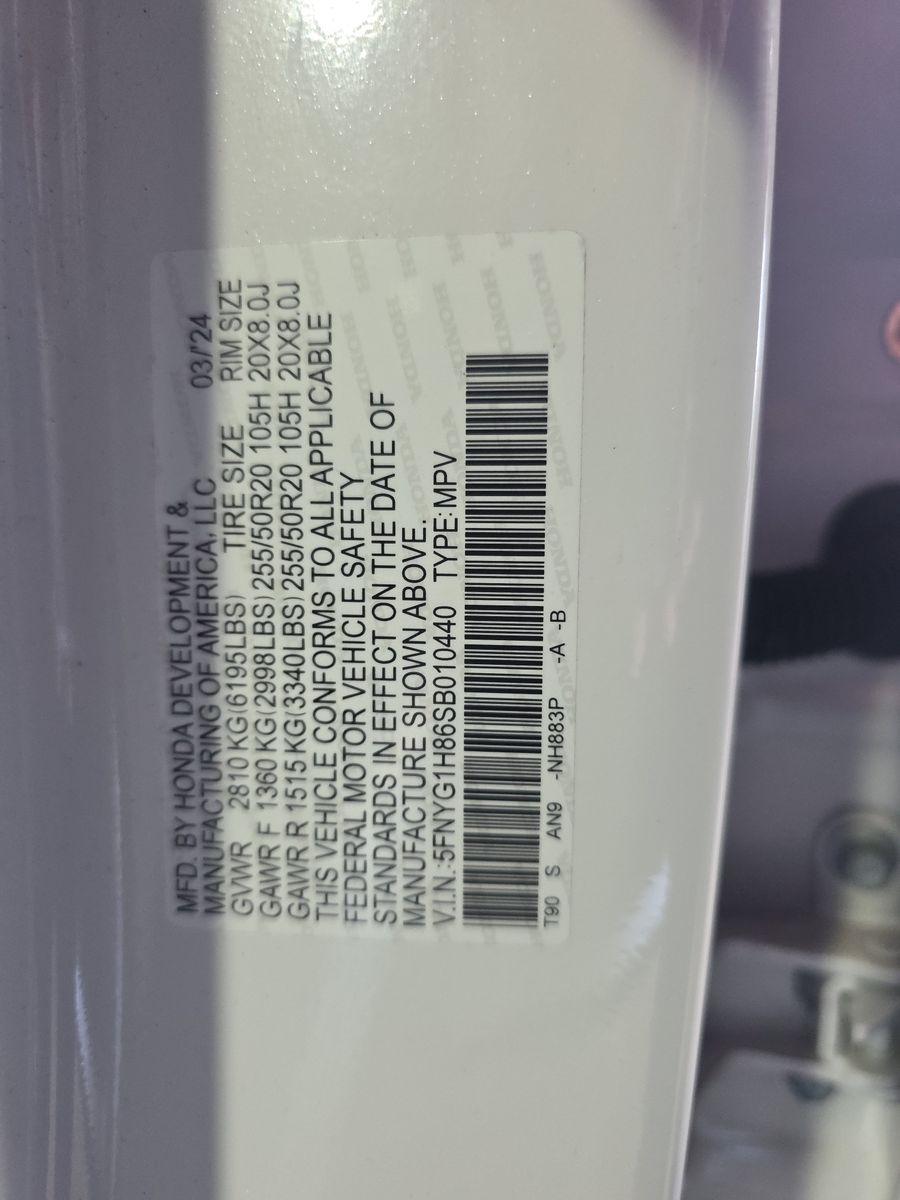 MFD. BY HONDA DEVELOPMENT &
MANUFACTURING OF AMERICA, LLC 03/'24
GVWR 2810 KG(6195LBS) TIRE SIZE RIM SIZE
GAWR F 1360 KG(2998LBS) 255/50R20 105H 20X8.0J
GAWR R 1515 KG(3340LBS) 255/50R20 105H 20X8.0J
THIS VEHICLE CONFORMS TO ALL APPLICABLE
FEDERAL MOTOR VEHICLE SAFETY
STANDARDS IN EFFECT ON THE DATE OF
MANUFACTURE SHOWN ABOVE.
V.I.N.:5FNYG1H86SB010440 TYPE:MPV
T90 S AN9 -NH883P -A -B
HONDA HONDA HONDA